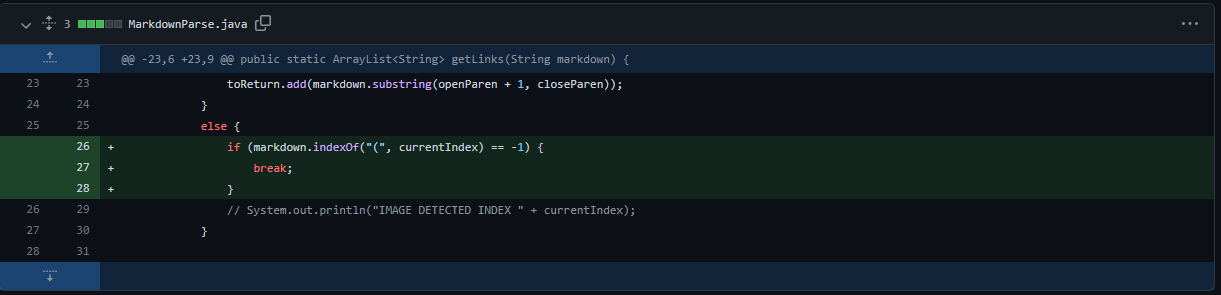 3 MarkdownParse.java
@@ -23,6 +23,9 @@ public static ArrayList<String> getLinks(String markdown) {
23 23 toReturn.add(markdown.substring(openParen + 1, closeParen));
24 24 }
25 25 else {
26 + if (markdown.indexOf("(", currentIndex) == -1) {
27 + break;
28 + }
26 29 // System.out.println("IMAGE DETECTED INDEX " + currentIndex);
27 30 }
28 31